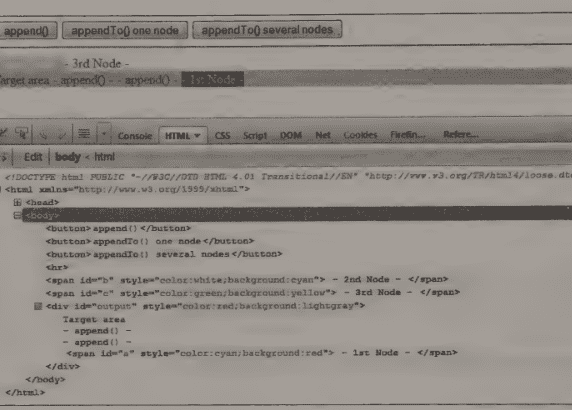 append() appendTo() one node appendTo() several nodes
- 3rd Node -
Target area - append() - - append() - - 1st Node -
Console HTML CSS Script DOM Net Cookies Firefin... Refere...
Edit body < html
<!DOCTYPE html PUBLIC "-//W3C//DTD HTML 4.01 Transitional//EN" "http://www.w3.org/TR/html4/loose.dtd
<html xmlns="http://www.w3.org/1999/xhtml">
<head>
<body>
<button>append()</button>
<button>appendTo() one node</button>
<button>appendTo() several nodes</button>
<hr>
<span id="b" style="color:white;background:cyan"> - 2nd Node - </span>
<span id="c" style="color:green;background:yellow"> - 3rd Node - </span>
<div id="output" style="color:red;background:lightgray">
Target area
- append() -
- append() -
<span id="a" style="color:cyan;background:red"> - 1st Node - </span>
</div>
</body>
</html>